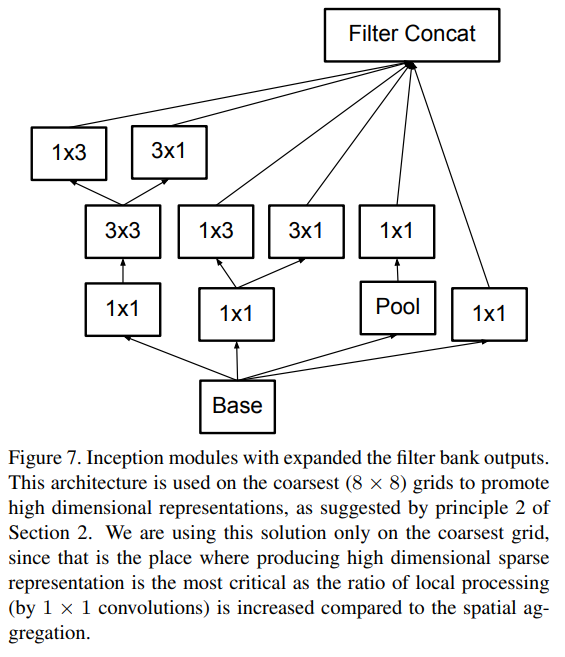 Filter Concat
1x3 3x1
3x3 1x3 3x1 1x1
1x1 1x1 Pool 1x1
Base
Figure 7. Inception modules with expanded the filter bank outputs.
This architecture is used on the coarsest (8 × 8) grids to promote
high dimensional representations, as suggested by principle 2 of
Section 2. We are using this solution only on the coarsest grid,
since that is the place where producing high dimensional sparse
representation is the most critical as the ratio of local processing
(by 1 × 1 convolutions) is increased compared to the spatial ag-
gregation.